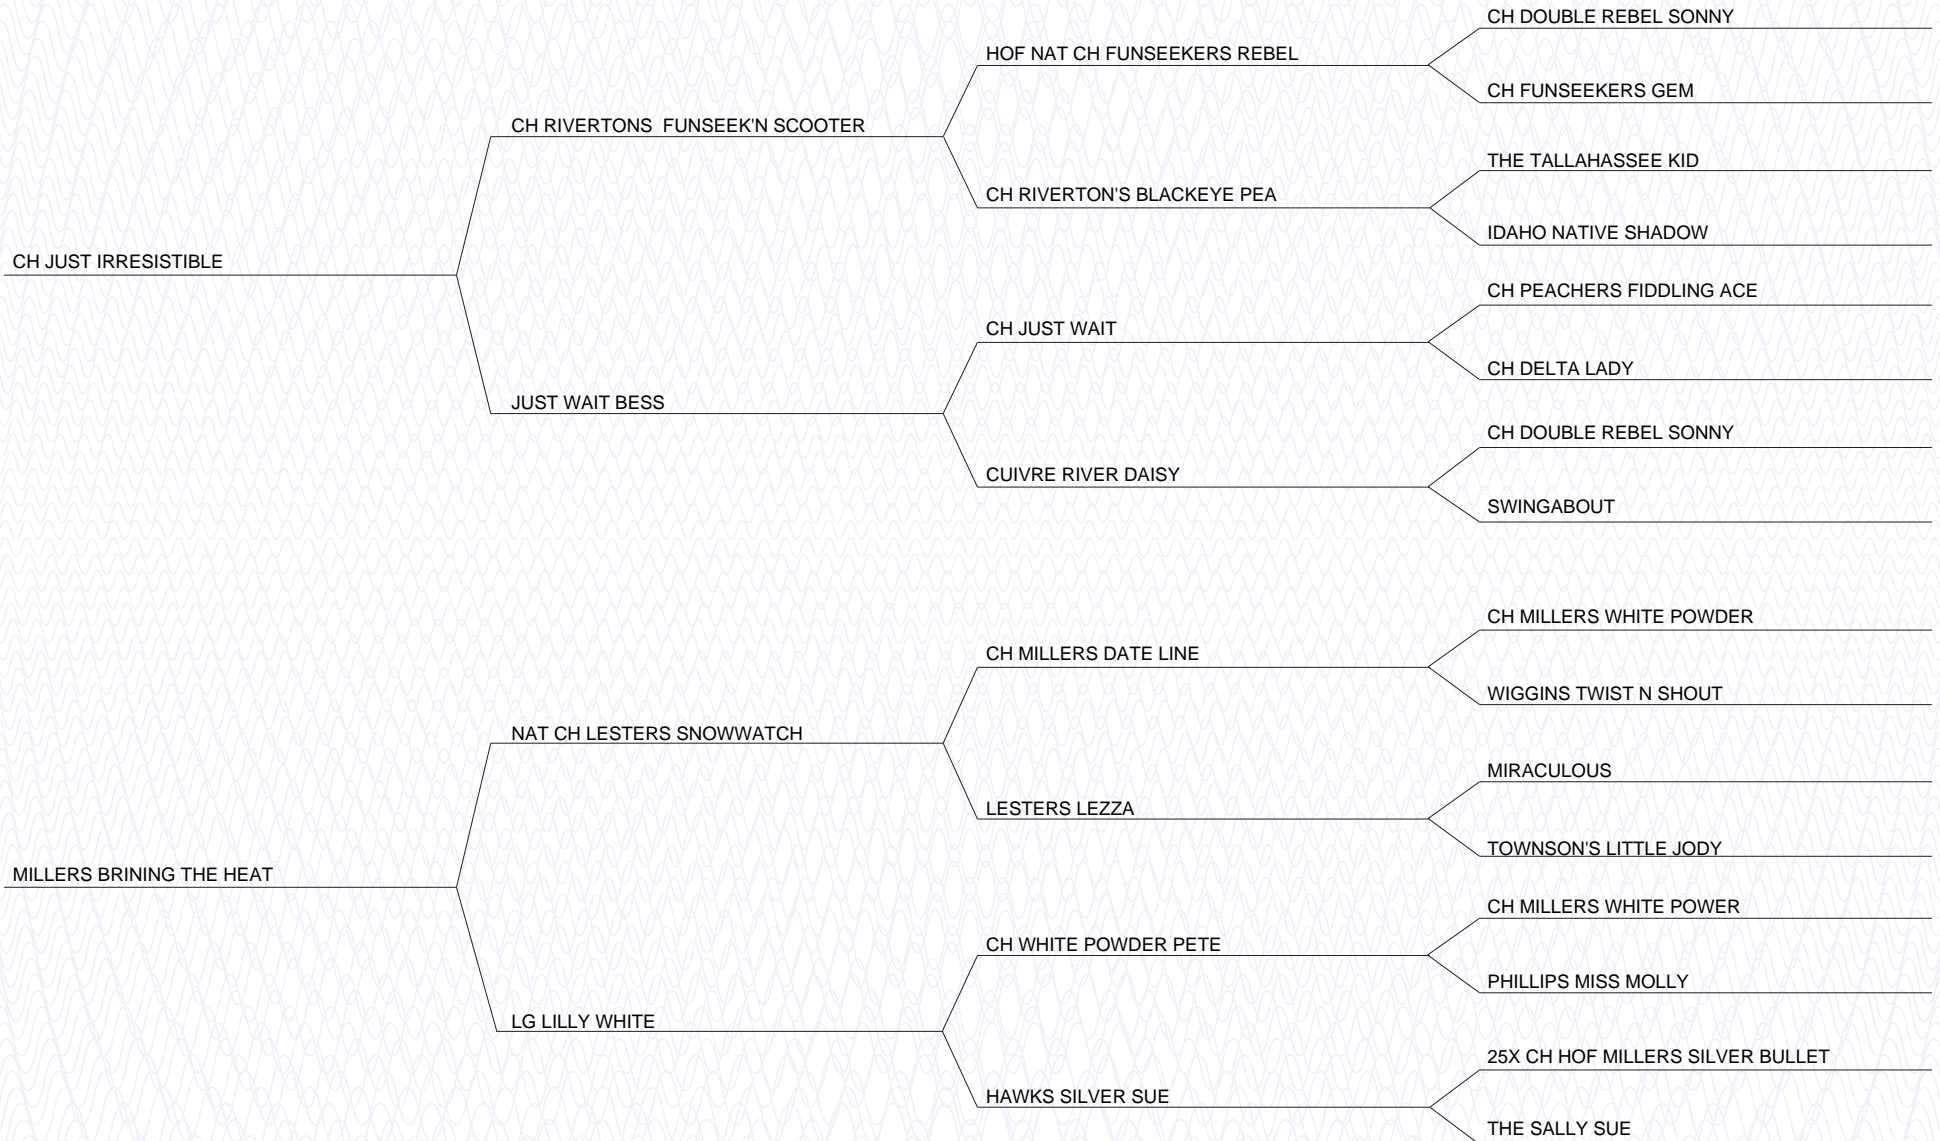 CH DOUBLE REBEL SONNY
HOF NAT CH FUNSEEKERS REBEL
CH FUNSEEKERS GEM
CH RIVERTONS  FUNSEEK'N SCOOTER
THE TALLAHASSEE KID
CH RIVERTON'S BLACKEYE PEA
IDAHO NATIVE SHADOW
CH JUST IRRESISTIBLE
CH PEACHERS FIDDLING ACE
CH JUST WAIT
CH DELTA LADY
JUST WAIT BESS
CH DOUBLE REBEL SONNY
CUIVRE RIVER DAISY
SWINGABOUT
CH MILLERS WHITE POWDER
CH MILLERS DATE LINE
WIGGINS TWIST N SHOUT
NAT CH LESTERS SNOWWATCH
MIRACULOUS
LESTERS LEZZA
TOWNSON'S LITTLE JODY
MILLERS BRINING THE HEAT
CH MILLERS WHITE POWER
CH WHITE POWDER PETE
PHILLIPS MISS MOLLY
LG LILLY WHITE
25X CH HOF MILLERS SILVER BULLET
HAWKS SILVER SUE
THE SALLY SUE